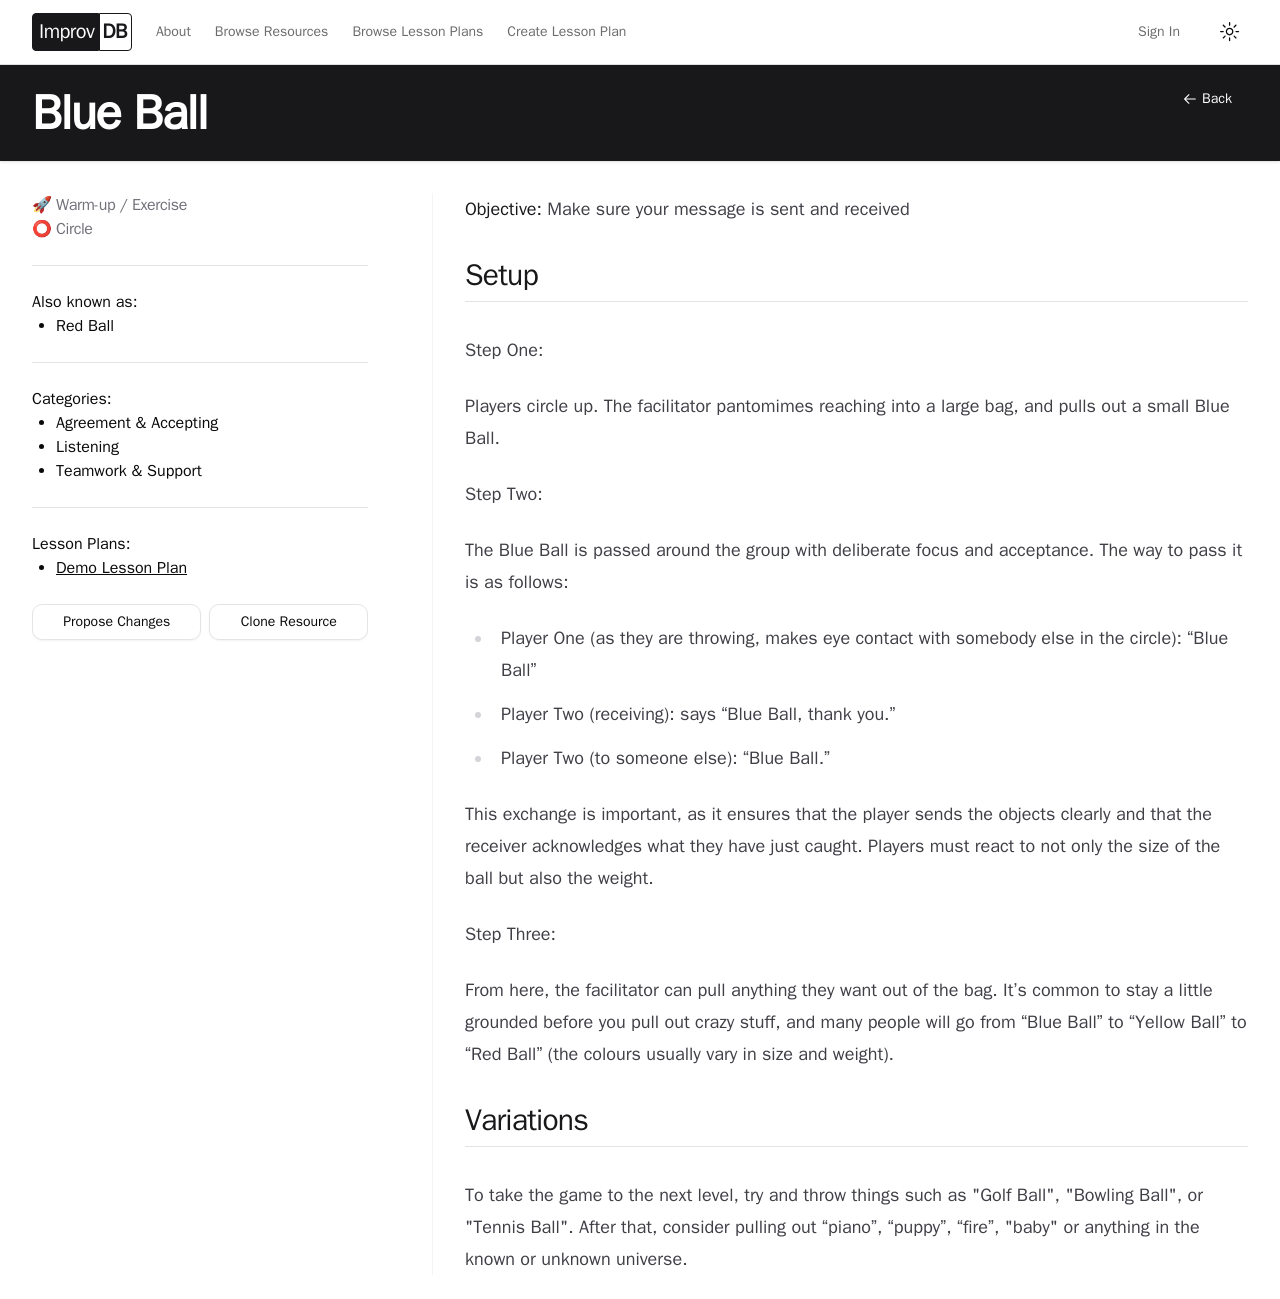 Improv DB
About
Browse Resources
Browse Lesson Plans
Create Lesson Plan
Sign In
Blue Ball
← Back
🚀 Warm-up / Exercise
⭕ Circle
Also known as:
• Red Ball
Categories:
• Agreement & Accepting
• Listening
• Teamwork & Support
Lesson Plans:
• Demo Lesson Plan
Propose Changes
Clone Resource
Objective: Make sure your message is sent and received
Setup
Step One:
Players circle up. The facilitator pantomimes reaching into a large bag, and pulls out a small Blue
Ball.
Step Two:
The Blue Ball is passed around the group with deliberate focus and acceptance. The way to pass it
is as follows:
• Player One (as they are throwing, makes eye contact with somebody else in the circle): “Blue
Ball”
• Player Two (receiving): says “Blue Ball, thank you.”
• Player Two (to someone else): “Blue Ball.”
This exchange is important, as it ensures that the player sends the objects clearly and that the
receiver acknowledges what they have just caught. Players must react to not only the size of the
ball but also the weight.
Step Three:
From here, the facilitator can pull anything they want out of the bag. It’s common to stay a little
grounded before you pull out crazy stuff, and many people will go from “Blue Ball” to “Yellow Ball” to
“Red Ball” (the colours usually vary in size and weight).
Variations
To take the game to the next level, try and throw things such as "Golf Ball", "Bowling Ball", or
"Tennis Ball". After that, consider pulling out “piano”, “puppy”, “fire”, "baby" or anything in the
known or unknown universe.